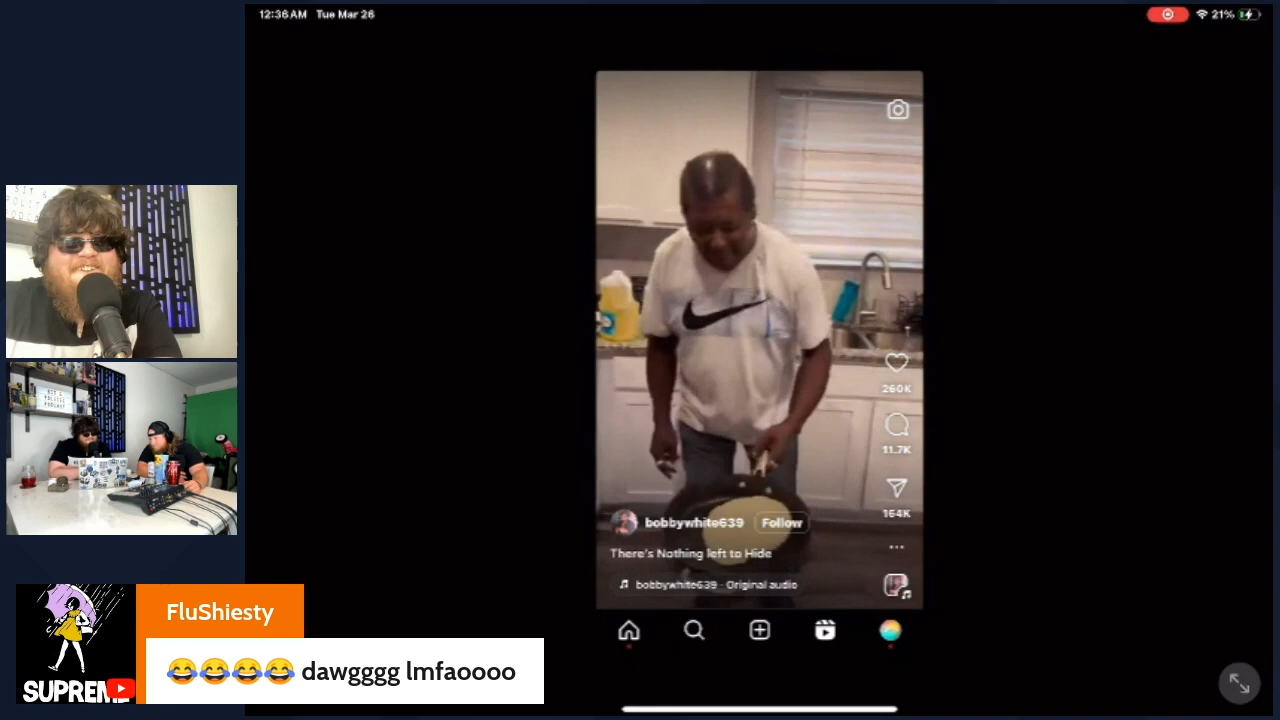 12:36 AM Tue Mar 26
21%
260K
11.7K
164K
bobbywhite639 Follow
There's Nothing left to Hide
bobbywhite639 · Original audio
FluShiesty
😂😂😂😂 dawgggg lmfaoooo
SUPREME